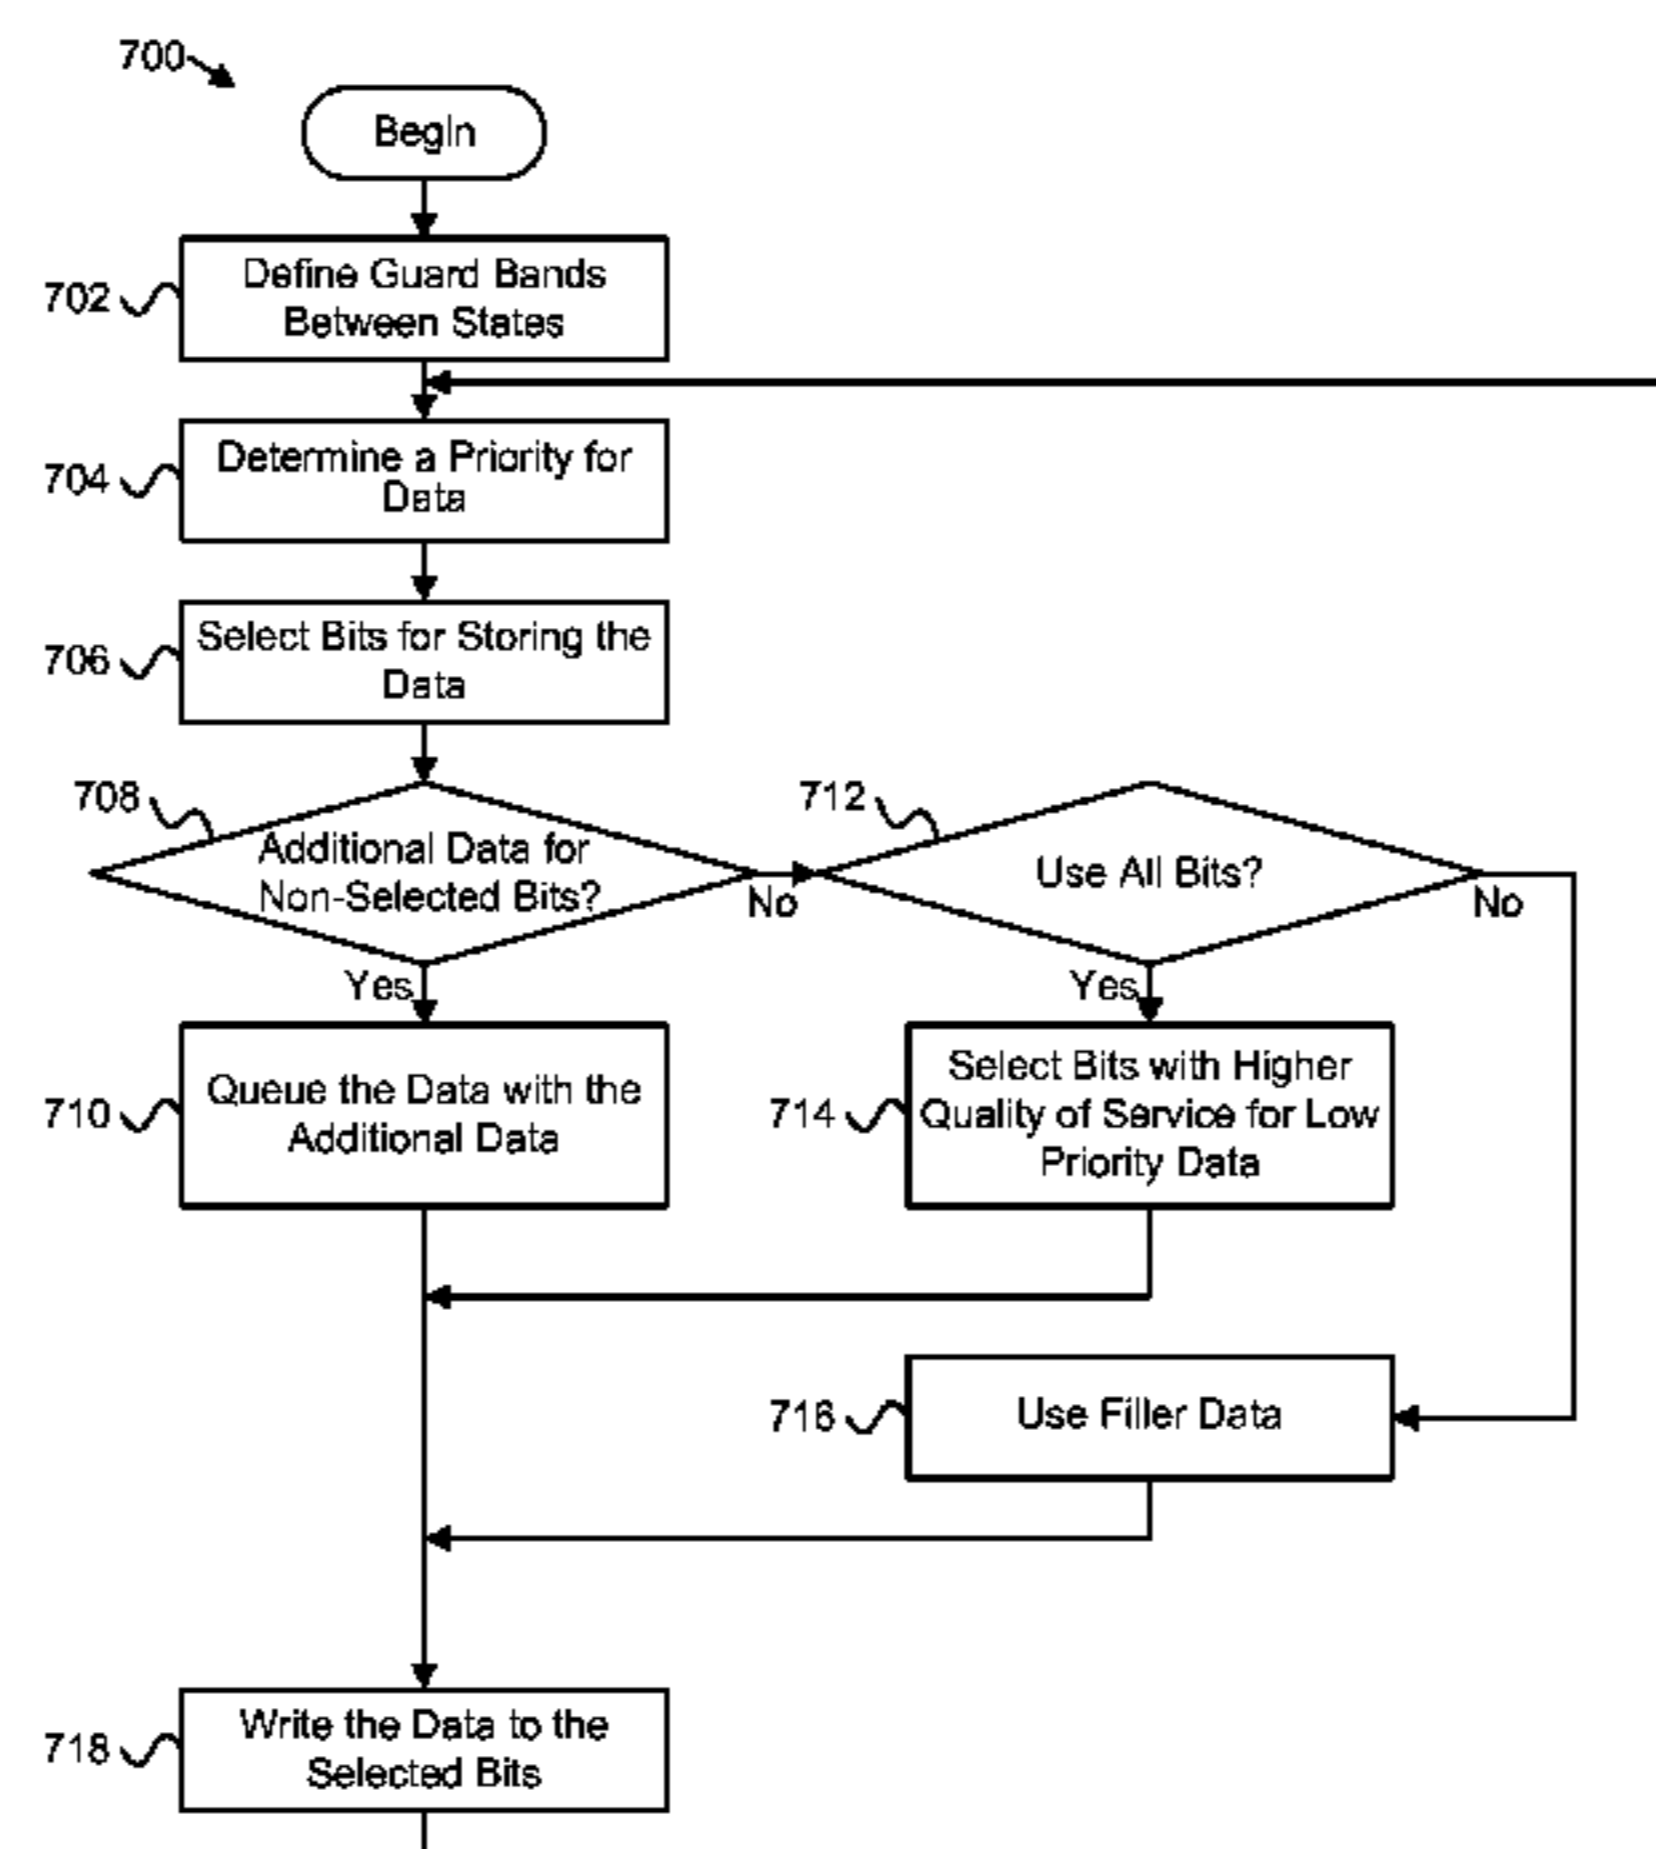 700
Begin
702
Define Guard Bands
Between States
704
Determine a Priority for
Data
706
Select Bits for Storing the
Data
708
Additional Data for
Non-Selected Bits?
No
Yes
712
Use All Bits?
No
Yes
710
Queue the Data with the
Additional Data
714
Select Bits with Higher
Quality of Service for Low
Priority Data
716
Use Filler Data
718
Write the Data to the
Selected Bits